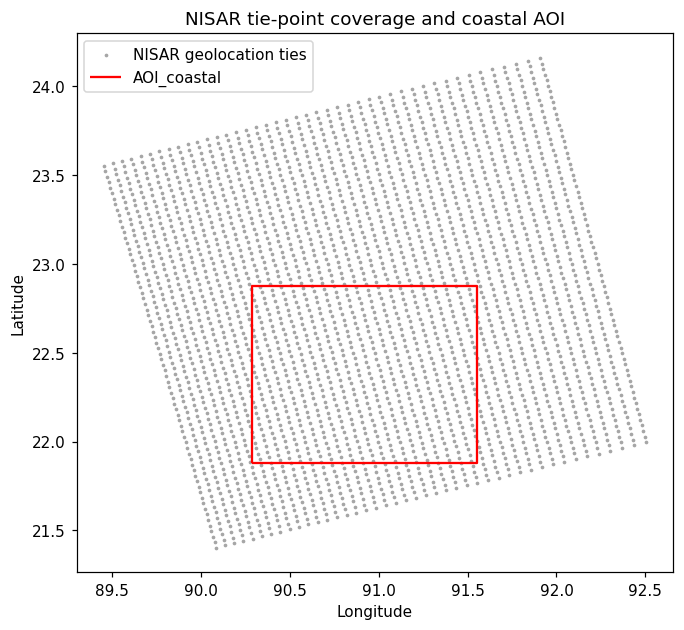 NISAR tie-point coverage and coastal AOI
NISAR geolocation ties
AOI_coastal
24.0
23.5
23.0
22.5
22.0
21.5
Latitude
89.5 90.0 90.5 91.0 91.5 92.0 92.5
Longitude